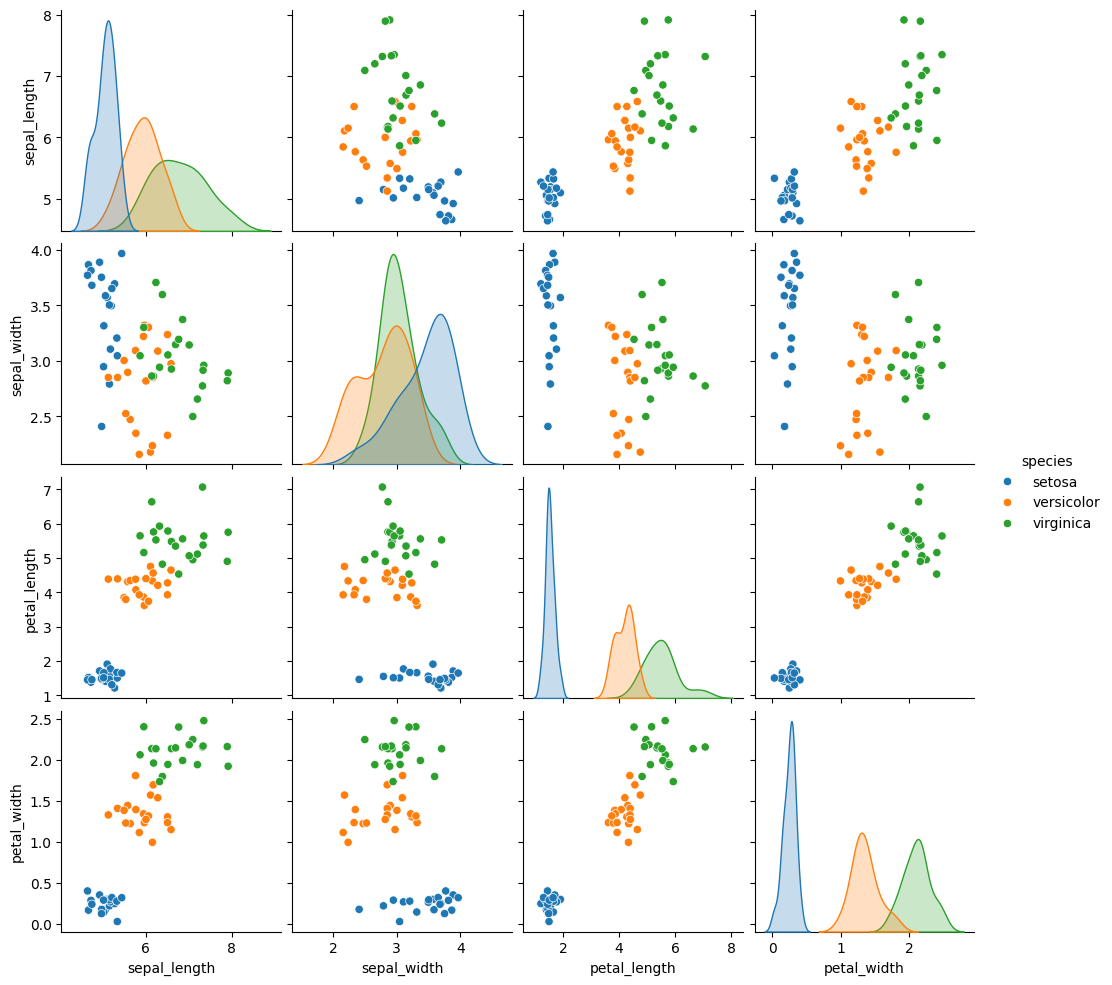 8
7
6
5
sepal_length
4.0
3.5
3.0
2.5
sepal_width
species
setosa
versicolor
virginica
7
6
5
4
3
2
1
petal_length
2.5
2.0
1.5
1.0
0.5
0.0
petal_width
6 8
2 3 4
2 4 6 8
0 1 2
sepal_length sepal_width petal_length petal_width